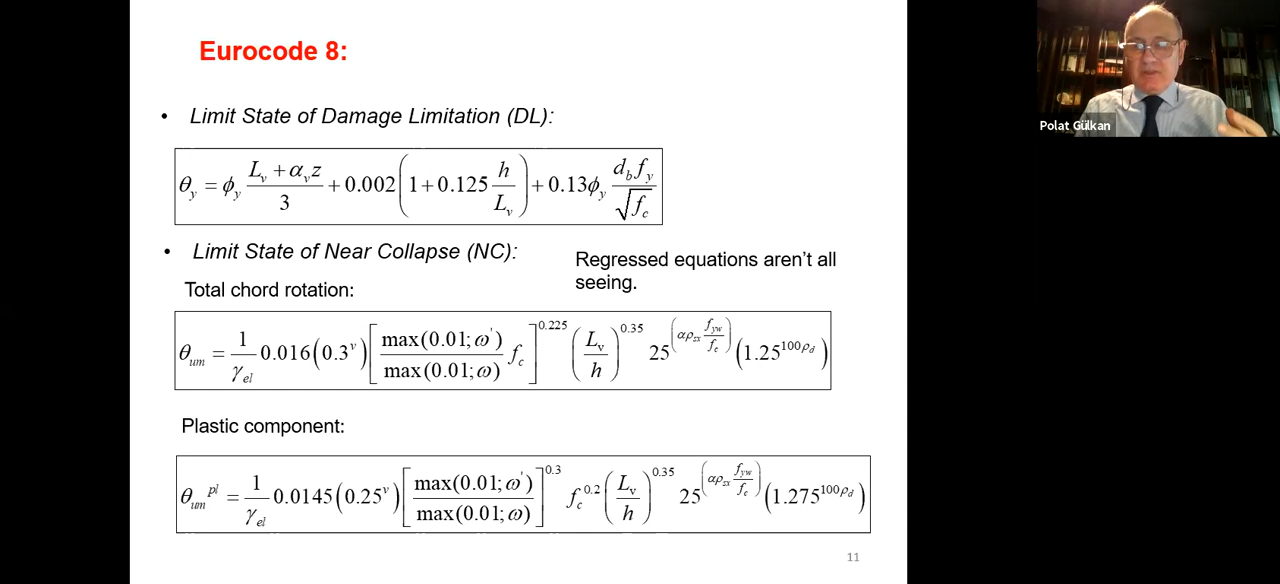 Eurocode 8:
Polat Gülkan
• Limit State of Damage Limitation (DL):
θ_y = ϕ_y (L_v + α_v z)/3 + 0.002 (1 + 0.125 h/L_v) + 0.13ϕ_y (d_b f_y)/√f_c
• Limit State of Near Collapse (NC):
Regressed equations aren't all
seeing.
Total chord rotation:
θ_um = 1/γ_el 0.016(0.3^ν) [max(0.01; ω')/max(0.01; ω) f_c]^0.225 (L_v/h)^0.35 25^(αρ_sx f_yw/f_c) (1.25^100ρ_d)
Plastic component:
θ_um^pl = 1/γ_el 0.0145(0.25^ν) [max(0.01; ω')/max(0.01; ω)]^0.3 f_c^0.2 (L_v/h)^0.35 25^(αρ_sx f_yw/f_c) (1.275^100ρ_d)
11